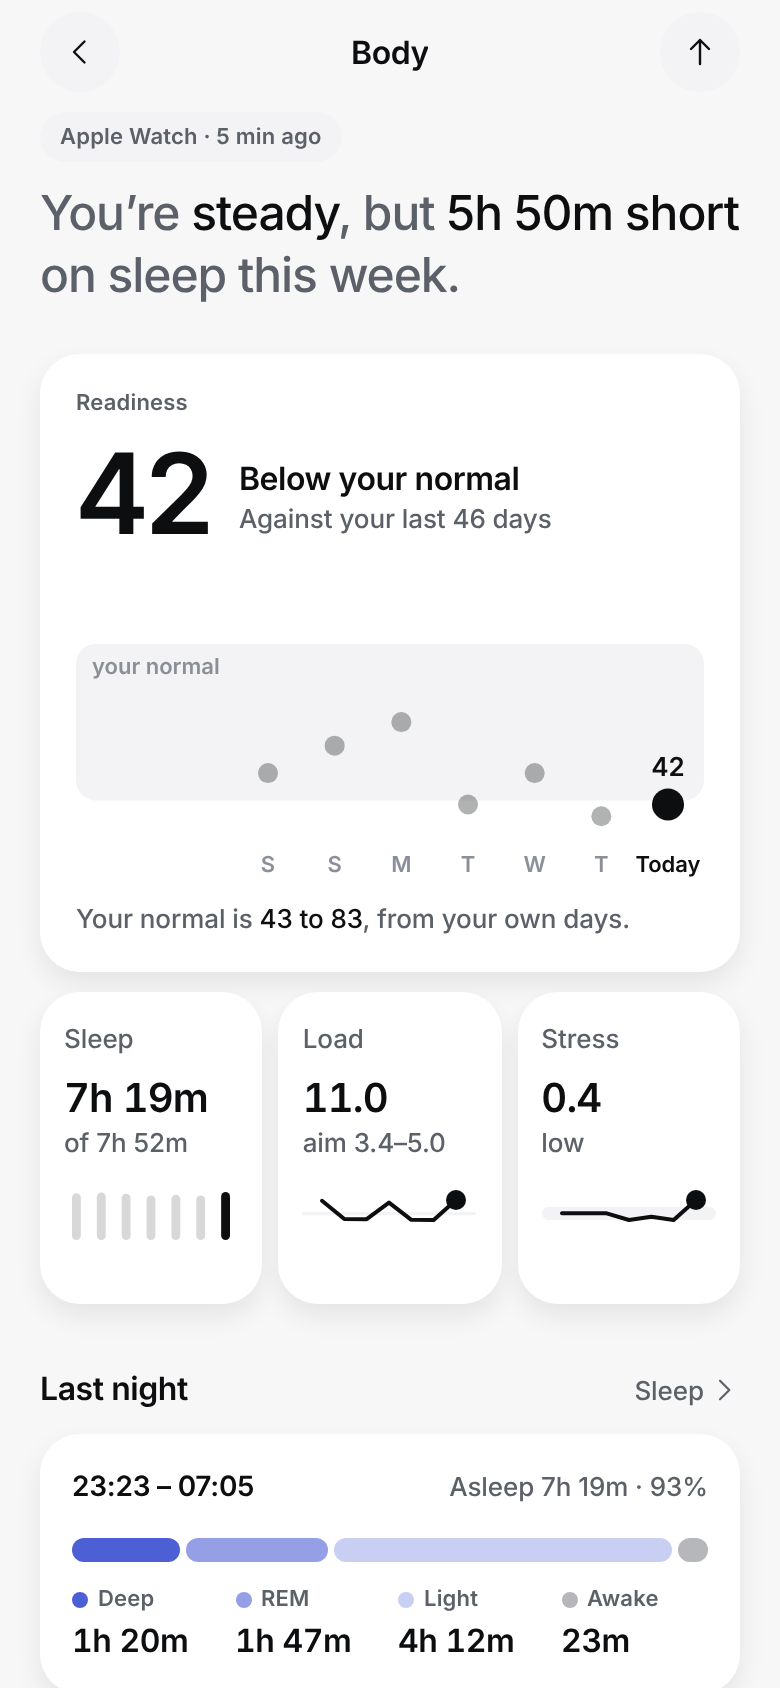 Body
Apple Watch · 5 min ago
You’re steady, but 5h 50m short
on sleep this week.
Readiness
42
Below your normal
Against your last 46 days
your normal
42
S S M T W T Today
Your normal is 43 to 83, from your own days.
Sleep
7h 19m
of 7h 52m
Load
11.0
aim 3.4–5.0
Stress
0.4
low
Last night
Sleep
23:23 – 07:05
Asleep 7h 19m · 93%
Deep
1h 20m
REM
1h 47m
Light
4h 12m
Awake
23m